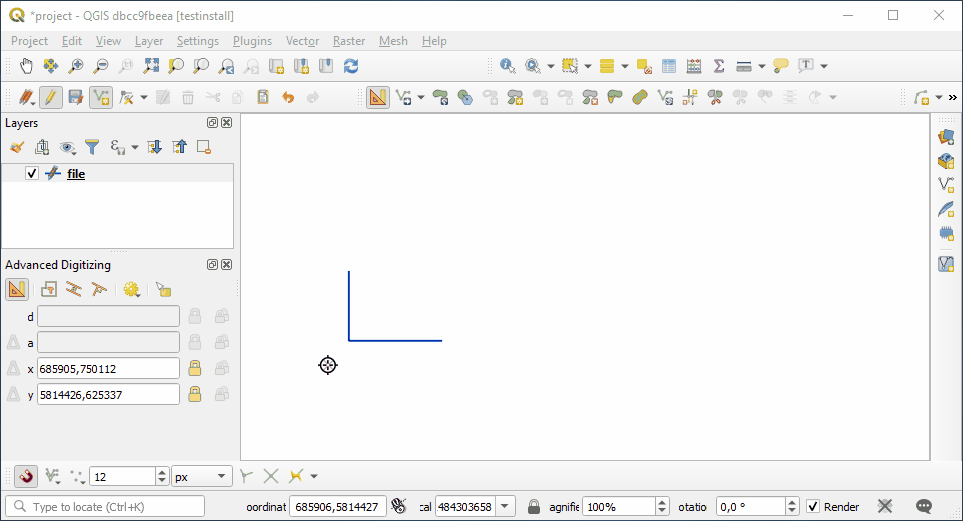 *project - QGIS dbcc9fbeea [testinstall]
Project Edit View Layer Settings Plugins Vector Raster Mesh Help
Layers
file
Advanced Digitizing
d
a
x 685905,750112
y 5814426,625337
12 px
Type to locate (Ctrl+K) oordinat 685906,5814427 :al 484303658 agnifie 100% otatio 0,0 ° Render